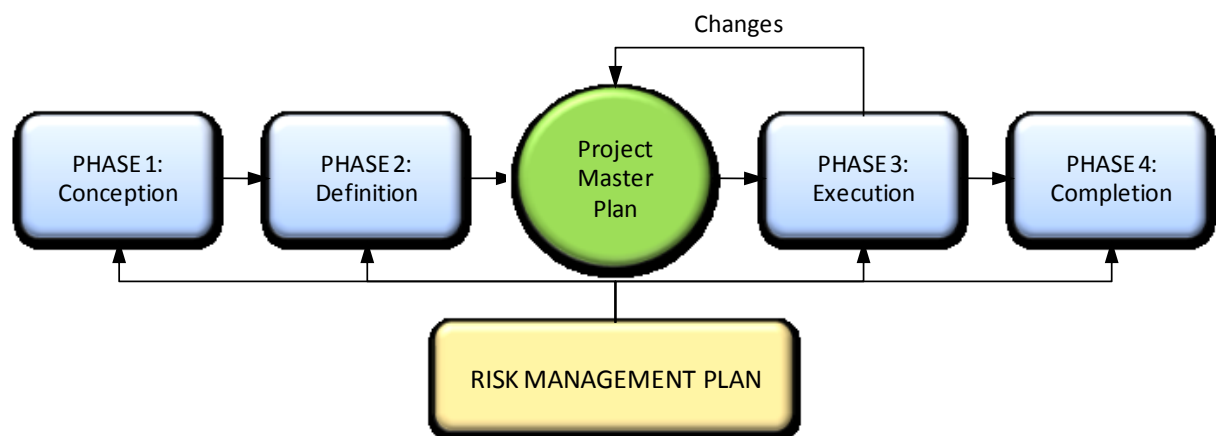 Changes
PHASE 1:
Conception
PHASE 2:
Definition
Project
Master
Plan
PHASE 3:
Execution
PHASE 4:
Completion
RISK MANAGEMENT PLAN